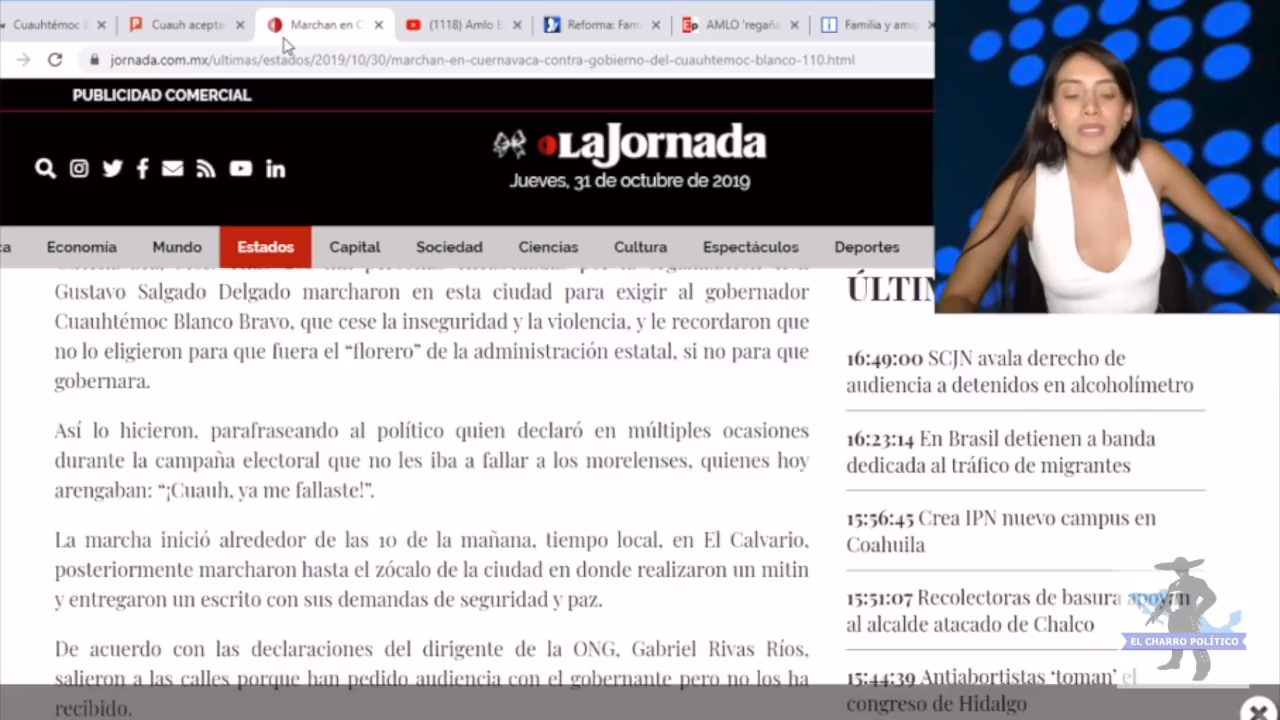 Cuauhtémoc
Cuauh acepta
Marchan en C
(1118) Amlo E
Reforma: Fam
AMLO 'regaña
Familia y ami
jornada.com.mx/ultimas/estados/2019/10/30/marchan-en-cuernavaca-contra-gobierno-del-cuauhtemoc-blanco-110.html
PUBLICIDAD COMERCIAL
La Jornada
Jueves, 31 de octubre de 2019
ca
Economía
Mundo
Estados
Capital
Sociedad
Ciencias
Cultura
Espectáculos
Deportes
Gustavo Salgado Delgado marcharon en esta ciudad para exigir al gobernador
Cuauhtémoc Blanco Bravo, que cese la inseguridad y la violencia, y le recordaron que
no lo eligieron para que fuera el “florero” de la administración estatal, si no para que
gobernara.
Así lo hicieron, parafraseando al político quien declaró en múltiples ocasiones
durante la campaña electoral que no les iba a fallar a los morelenses, quienes hoy
arengaban: “¡Cuauh, ya me fallaste!”.
La marcha inició alrededor de las 10 de la mañana, tiempo local, en El Calvario,
posteriormente marcharon hasta el zócalo de la ciudad en donde realizaron un mitin
y entregaron un escrito con sus demandas de seguridad y paz.
De acuerdo con las declaraciones del dirigente de la ONG, Gabriel Rivas Ríos,
salieron a las calles porque han pedido audiencia con el gobernante pero no los ha
recibido.
ÚLTIM
16:49:00 SCJN avala derecho de
audiencia a detenidos en alcoholímetro
16:23:14 En Brasil detienen a banda
dedicada al tráfico de migrantes
15:56:45 Crea IPN nuevo campus en
Coahuila
15:51:07 Recolectoras de basura apoyan
al alcalde atacado de Chalco
15:44:39 Antiabortistas ‘toman’ el
congreso de Hidalgo
EL CHARRO POLÍTICO